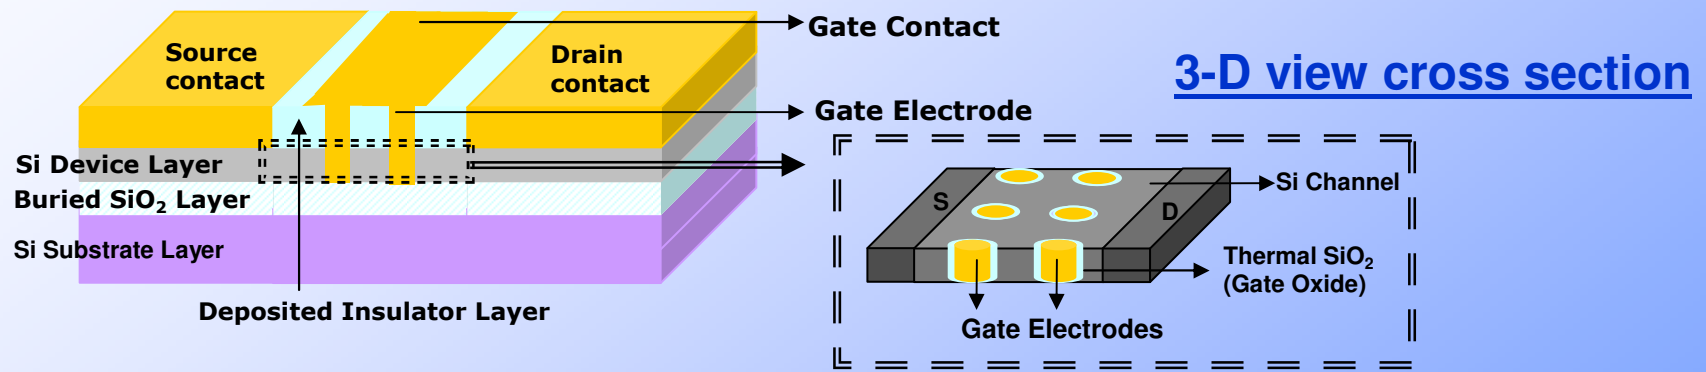 3-D view cross section
Source
contact
Drain
contact
Gate Contact
Gate Electrode
Si Device Layer
Buried SiO₂ Layer
Si Substrate Layer
Deposited Insulator Layer
S
D
Si Channel
Thermal SiO₂
(Gate Oxide)
Gate Electrodes